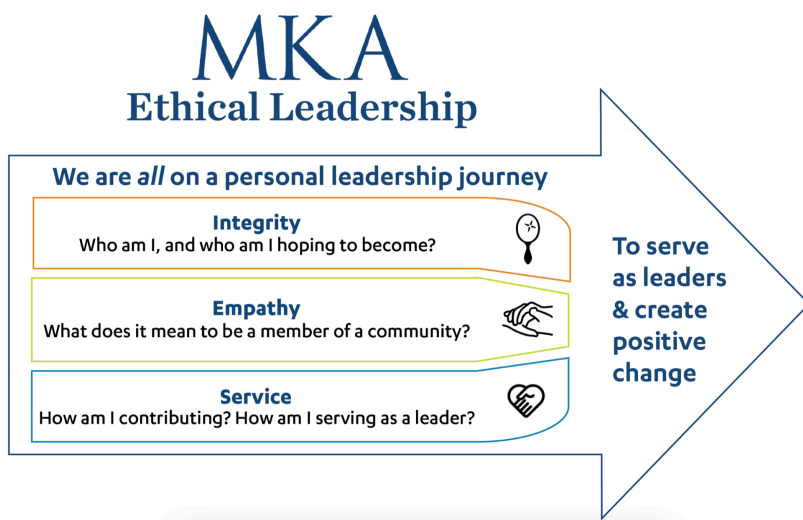 MKA
Ethical Leadership
We are all on a personal leadership journey
Integrity
Who am I, and who am I hoping to become?
Empathy
What does it mean to be a member of a community?
Service
How am I contributing? How am I serving as a leader?
To serve
as leaders
& create
positive
change